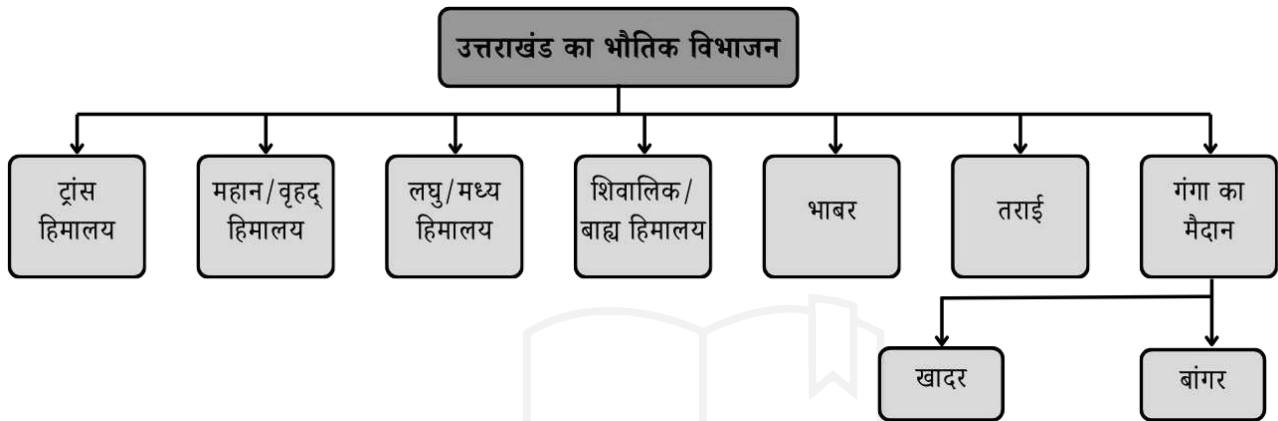 उत्तराखंड का भौतिक विभाजन
ट्रांस
हिमालय
महान/वृहद्
हिमालय
लघु/मध्य
हिमालय
शिवालिक/
बाह्य हिमालय
भाबर
तराई
गंगा का
मैदान
खादर
बांगर